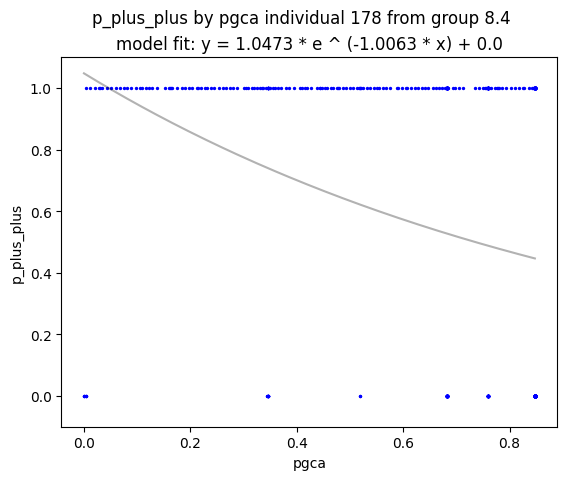 p_plus_plus by pgca individual 178 from group 8.4
model fit: y = 1.0473 * e ^ (-1.0063 * x) + 0.0
1.0
0.8
0.6
0.4
0.2
0.0
p_plus_plus
0.0 0.2 0.4 0.6 0.8
pgca